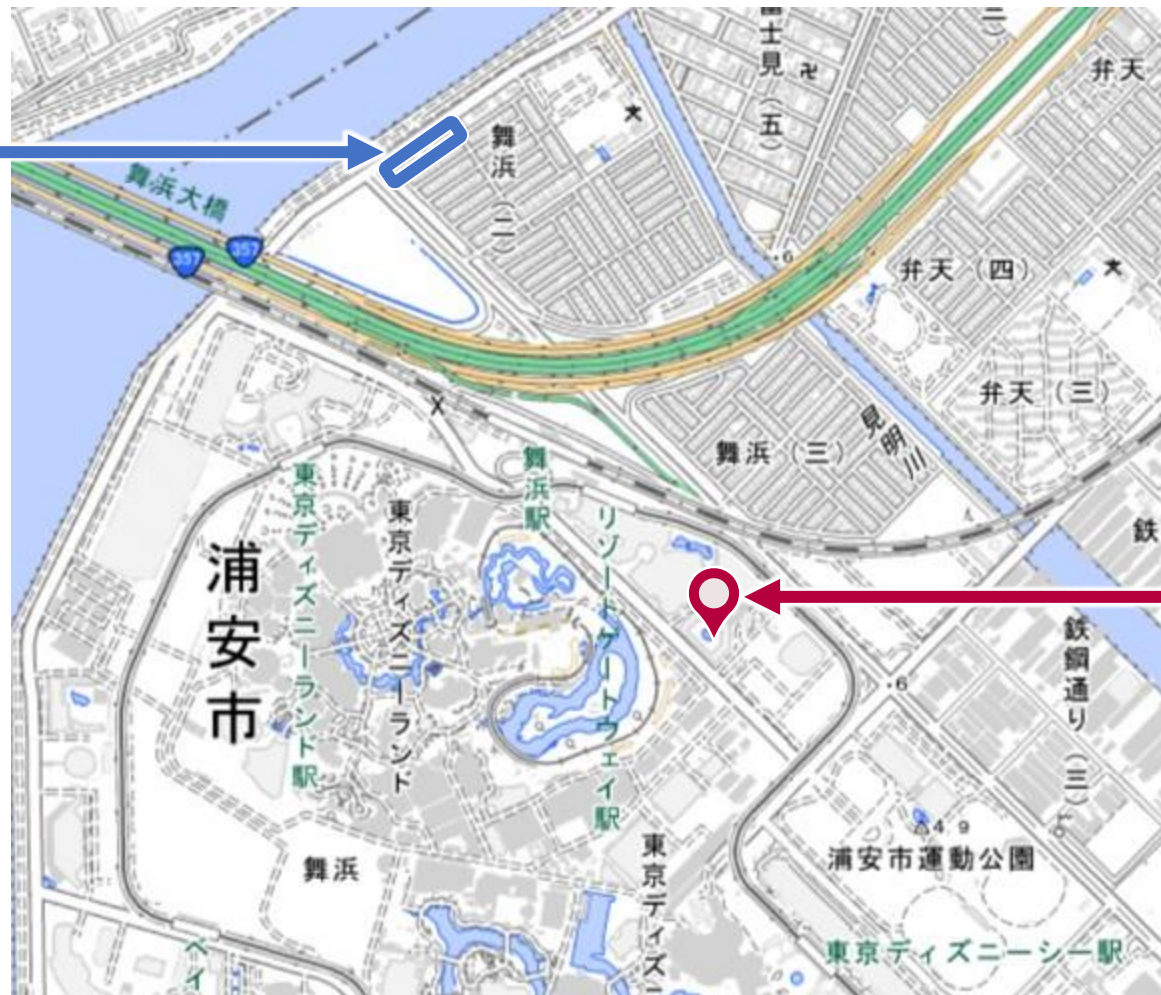 富士見（五）
弁天
舞浜（二）
舞浜大橋
357
357
6
弁天（四）
弁天（三）
見明川
舞浜（三）
舞浜駅
東京ディズニーランド駅
東京ディズニーランド
リゾートゲートウェイ駅
浦安市
鉄
鉄鋼通り（三）
6
4 9
浦安市運動公園
舞浜
東京ディズ
東京ディズニーシー駅
ベイ